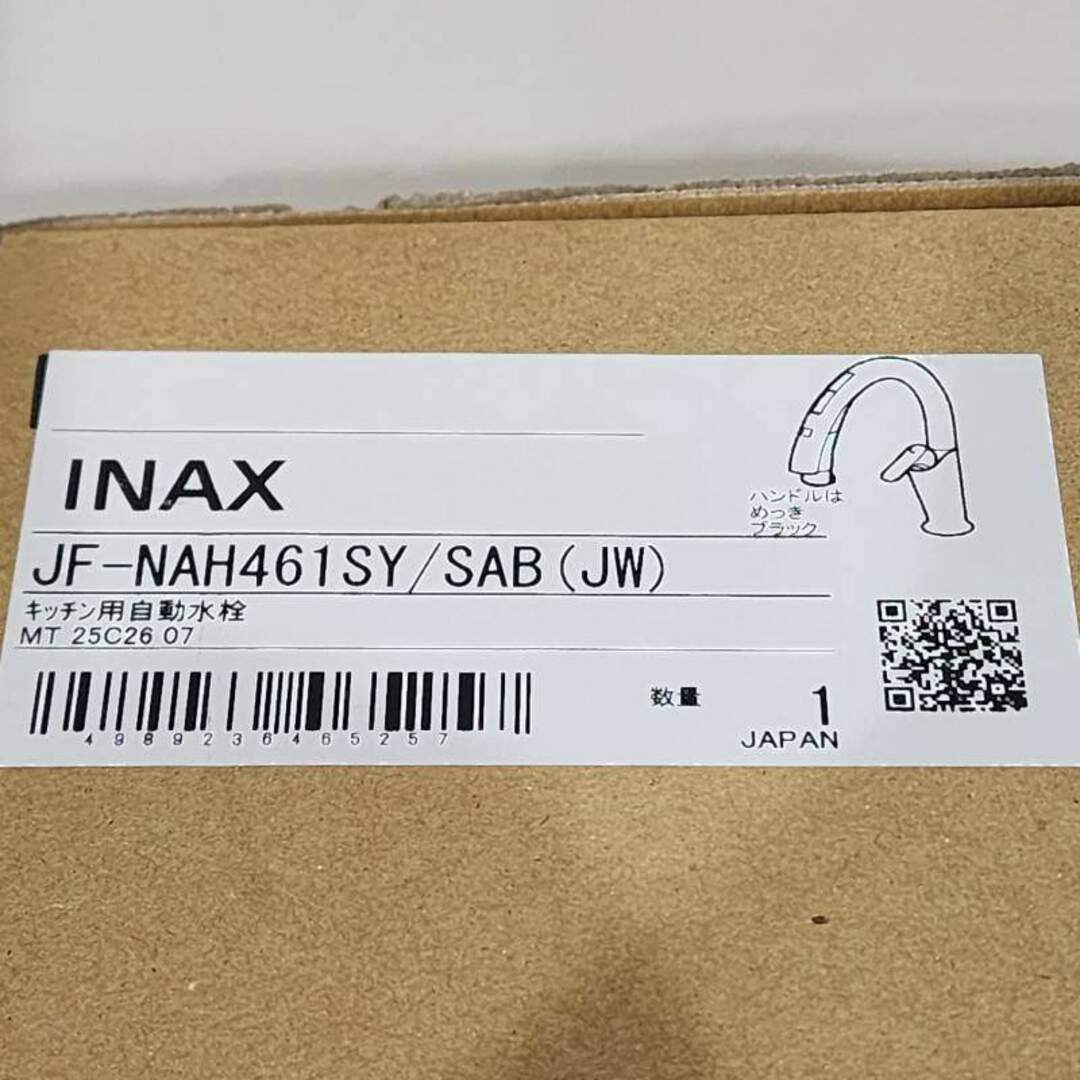 INAX
ハンドルは
めっき
ブラック
JF-NAH461SY/SAB(JW)
キッチン用自動水栓
MT 25C26 07
4989236465257
数量 1
JAPAN